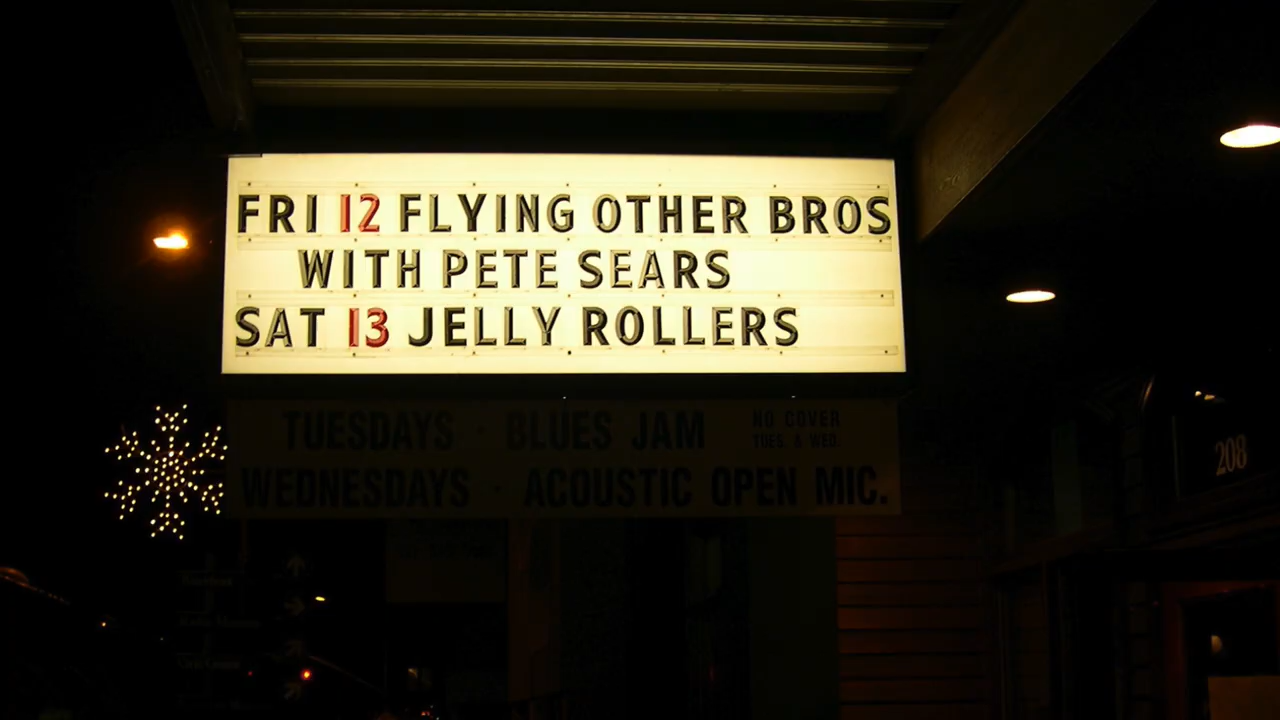 FRI 12 FLYING OTHER BROS
WITH PETE SEARS
SAT 13 JELLY ROLLERS
TUESDAYS · BLUES JAM
NO COVER
TUES. & WED.
WEDNESDAYS · ACOUSTIC OPEN MIC.
208